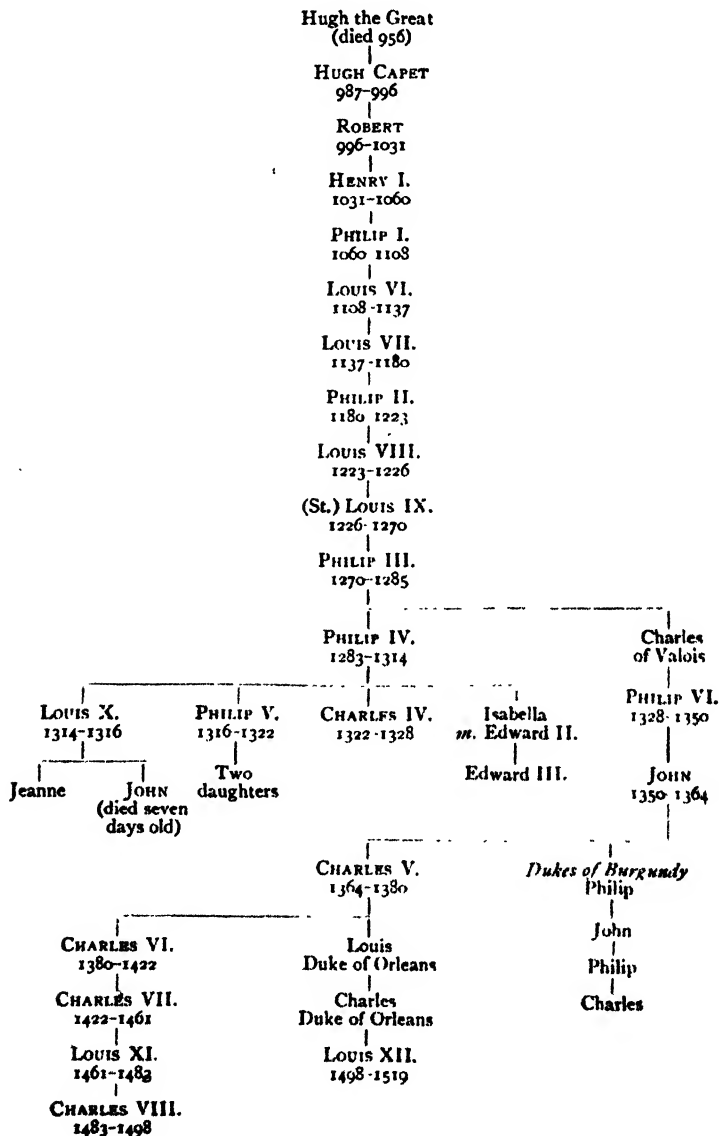 Hugh the Great
(died 956)
HUGH CAPET
987-996
ROBERT
996-1031
HENRY I.
1031-1060
PHILIP I.
1060 1108
LOUIS VI.
1108-1137
LOUIS VII.
1137-1180
PHILIP II.
1180 1223
LOUIS VIII.
1223-1226
(St.) LOUIS IX.
1226-1270
PHILIP III.
1270-1285
PHILIP IV.
1283-1314
Charles
of Valois
LOUIS X.
1314-1316
PHILIP V.
1316-1322
CHARLES IV.
1322-1328
Isabella
m. Edward II.
PHILIP VI.
1328-1350
Jeanne
JOHN
(died seven
days old)
Two
daughters
Edward III.
JOHN
1350 1364
CHARLES V.
1364-1380
Dukes of Burgundy
Philip
CHARLES VI.
1380-1422
Louis
Duke of Orleans
John
Philip
CHARLES VII.
1422-1461
Charles
Duke of Orleans
Charles
LOUIS XI.
1461-1483
LOUIS XII.
1498-1519
CHARLES VIII.
1483-1498